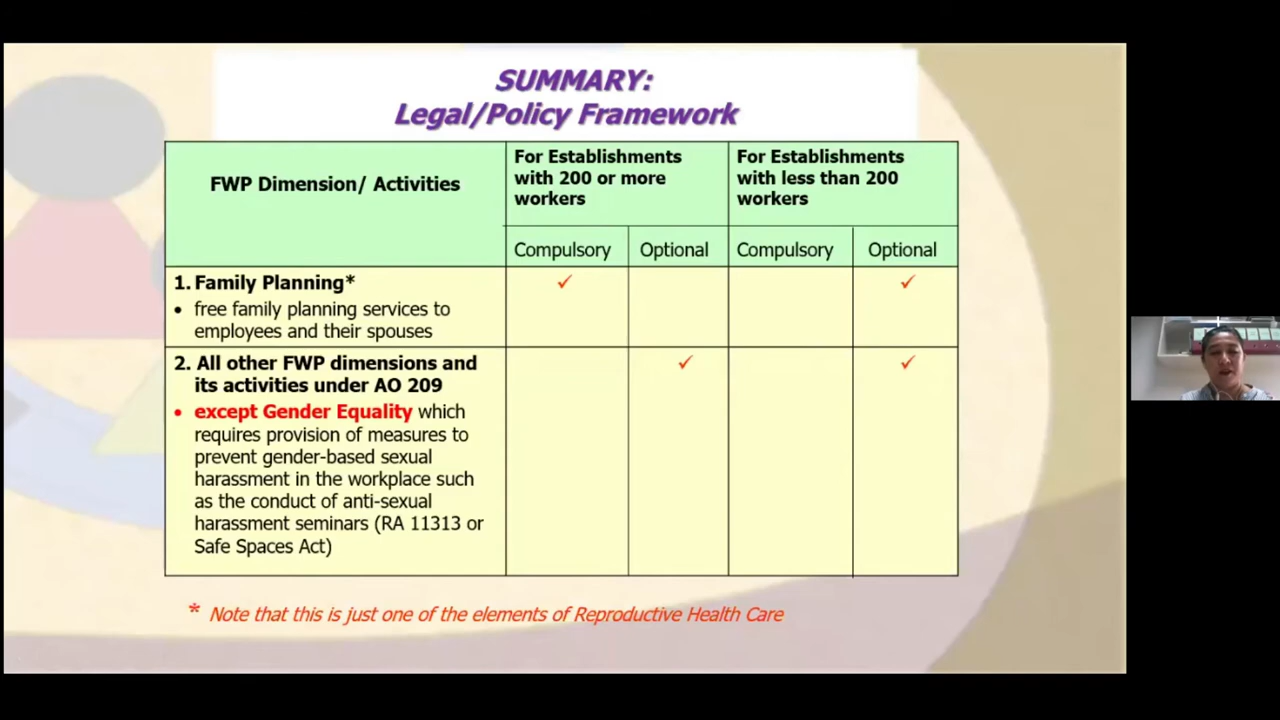 SUMMARY:
Legal/Policy Framework
FWP Dimension/ Activities
For Establishments
with 200 or more
workers
For Establishments
with less than 200
workers
Compulsory
Optional
Compulsory
Optional
1. Family Planning*
• free family planning services to
employees and their spouses
✓
✓
2. All other FWP dimensions and
its activities under AO 209
• except Gender Equality which
requires provision of measures to
prevent gender-based sexual
harassment in the workplace such
as the conduct of anti-sexual
harassment seminars (RA 11313 or
Safe Spaces Act)
✓
✓
* Note that this is just one of the elements of Reproductive Health Care